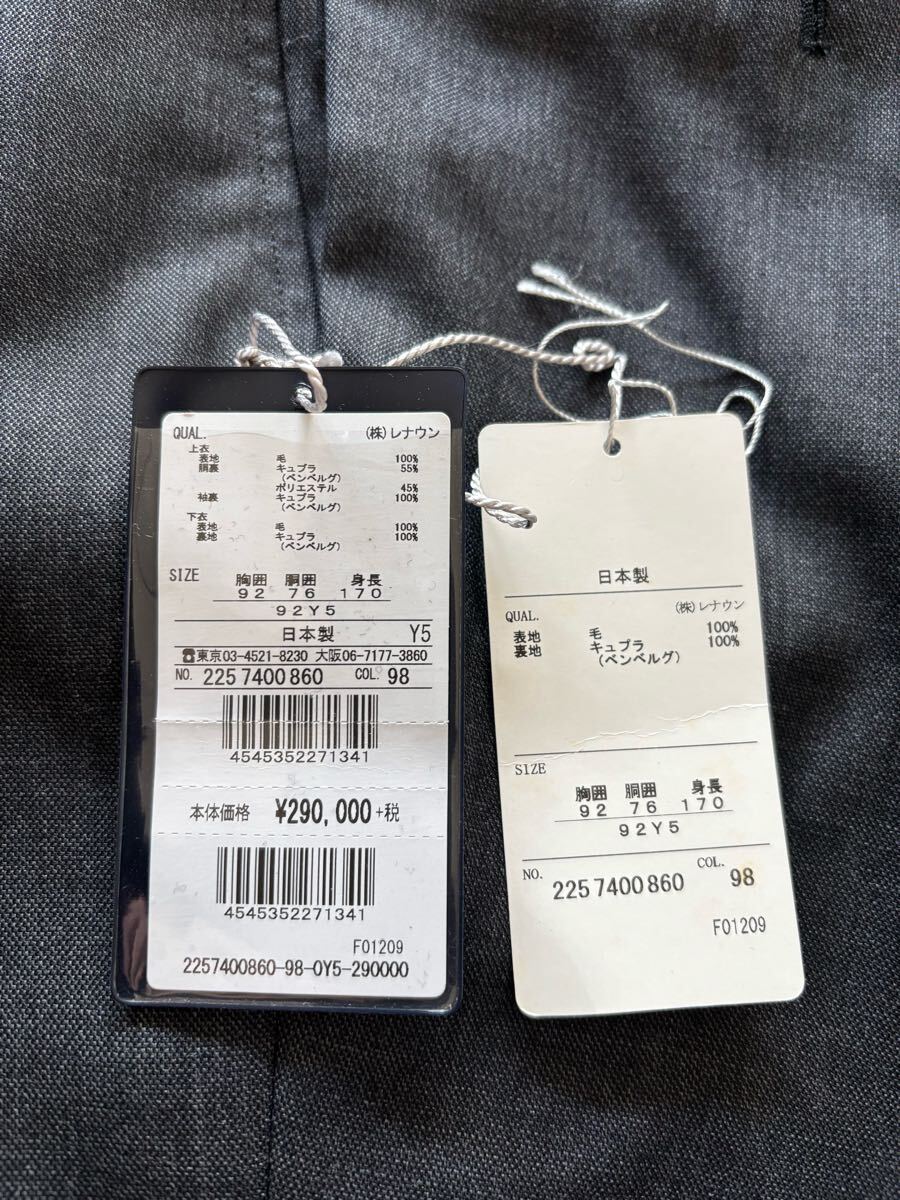 QUAL. (株)レナウン
上衣
表地 毛 100%
胴裏 キュプラ 55%
(ベンベルグ)
ポリエステル 45%
袖裏 キュプラ 100%
(ベンベルグ)
下衣
表地 毛 100%
裏地 キュプラ 100%
(ベンベルグ)
SIZE 胸囲 胴囲 身長
92 76 170
92Y5
日本製 Y5
☎東京03-4521-8230 大阪06-7177-3860
NO. 2257400860 COL. 98
4545352271341
本体価格 ¥290,000+税
4545352271341
F01209
2257400860-98-0Y5-290000
日本製
QUAL. (株)レナウン
表地 毛 100%
裏地 キュプラ 100%
(ベンベルグ)
SIZE
胸囲 胴囲 身長
92 76 170
92Y5
NO. 2257400860 COL. 98
F01209